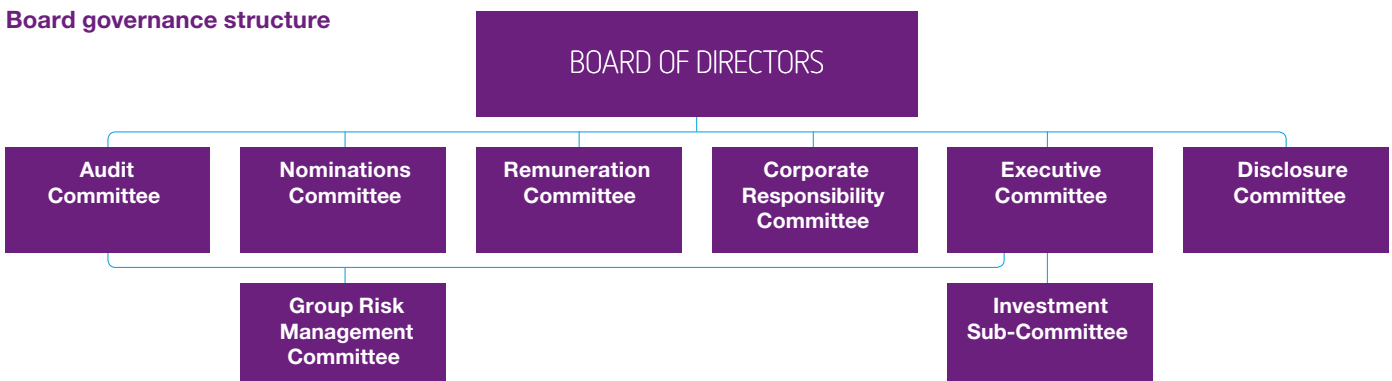 Board governance structure
BOARD OF DIRECTORS
Audit
Committee
Nominations
Committee
Remuneration
Committee
Corporate
Responsibility
Committee
Executive
Committee
Disclosure
Committee
Group Risk
Management
Committee
Investment
Sub-Committee